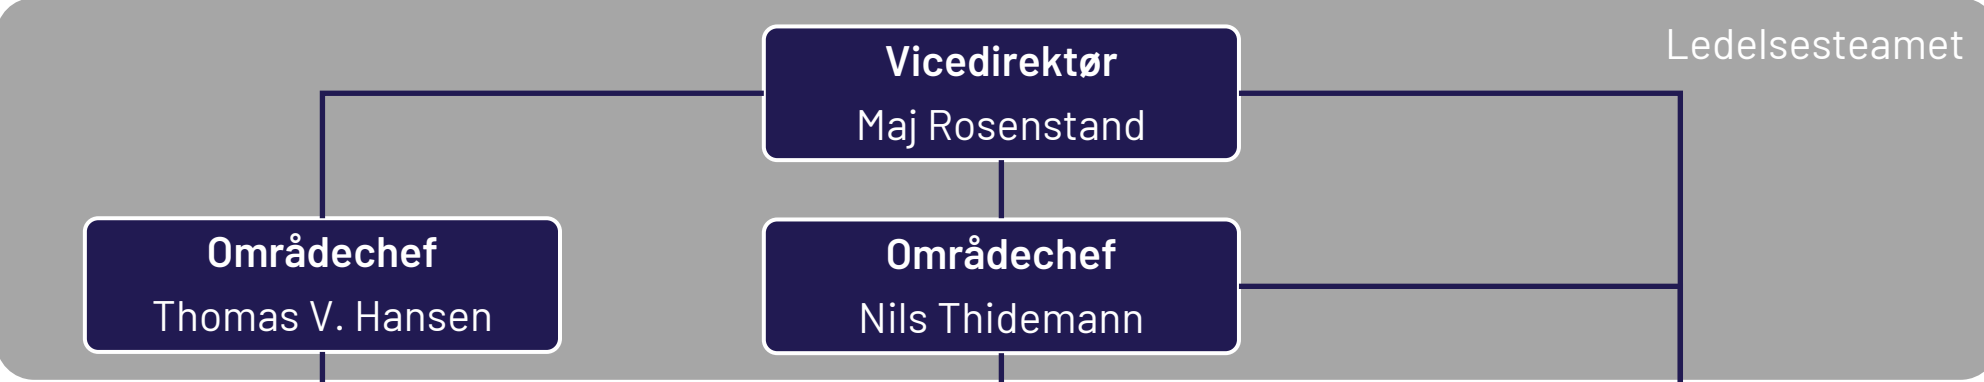 Ledelsesteamet
Vicedirektør
Maj Rosenstand
Områdechef
Thomas V. Hansen
Områdechef
Nils Thidemann